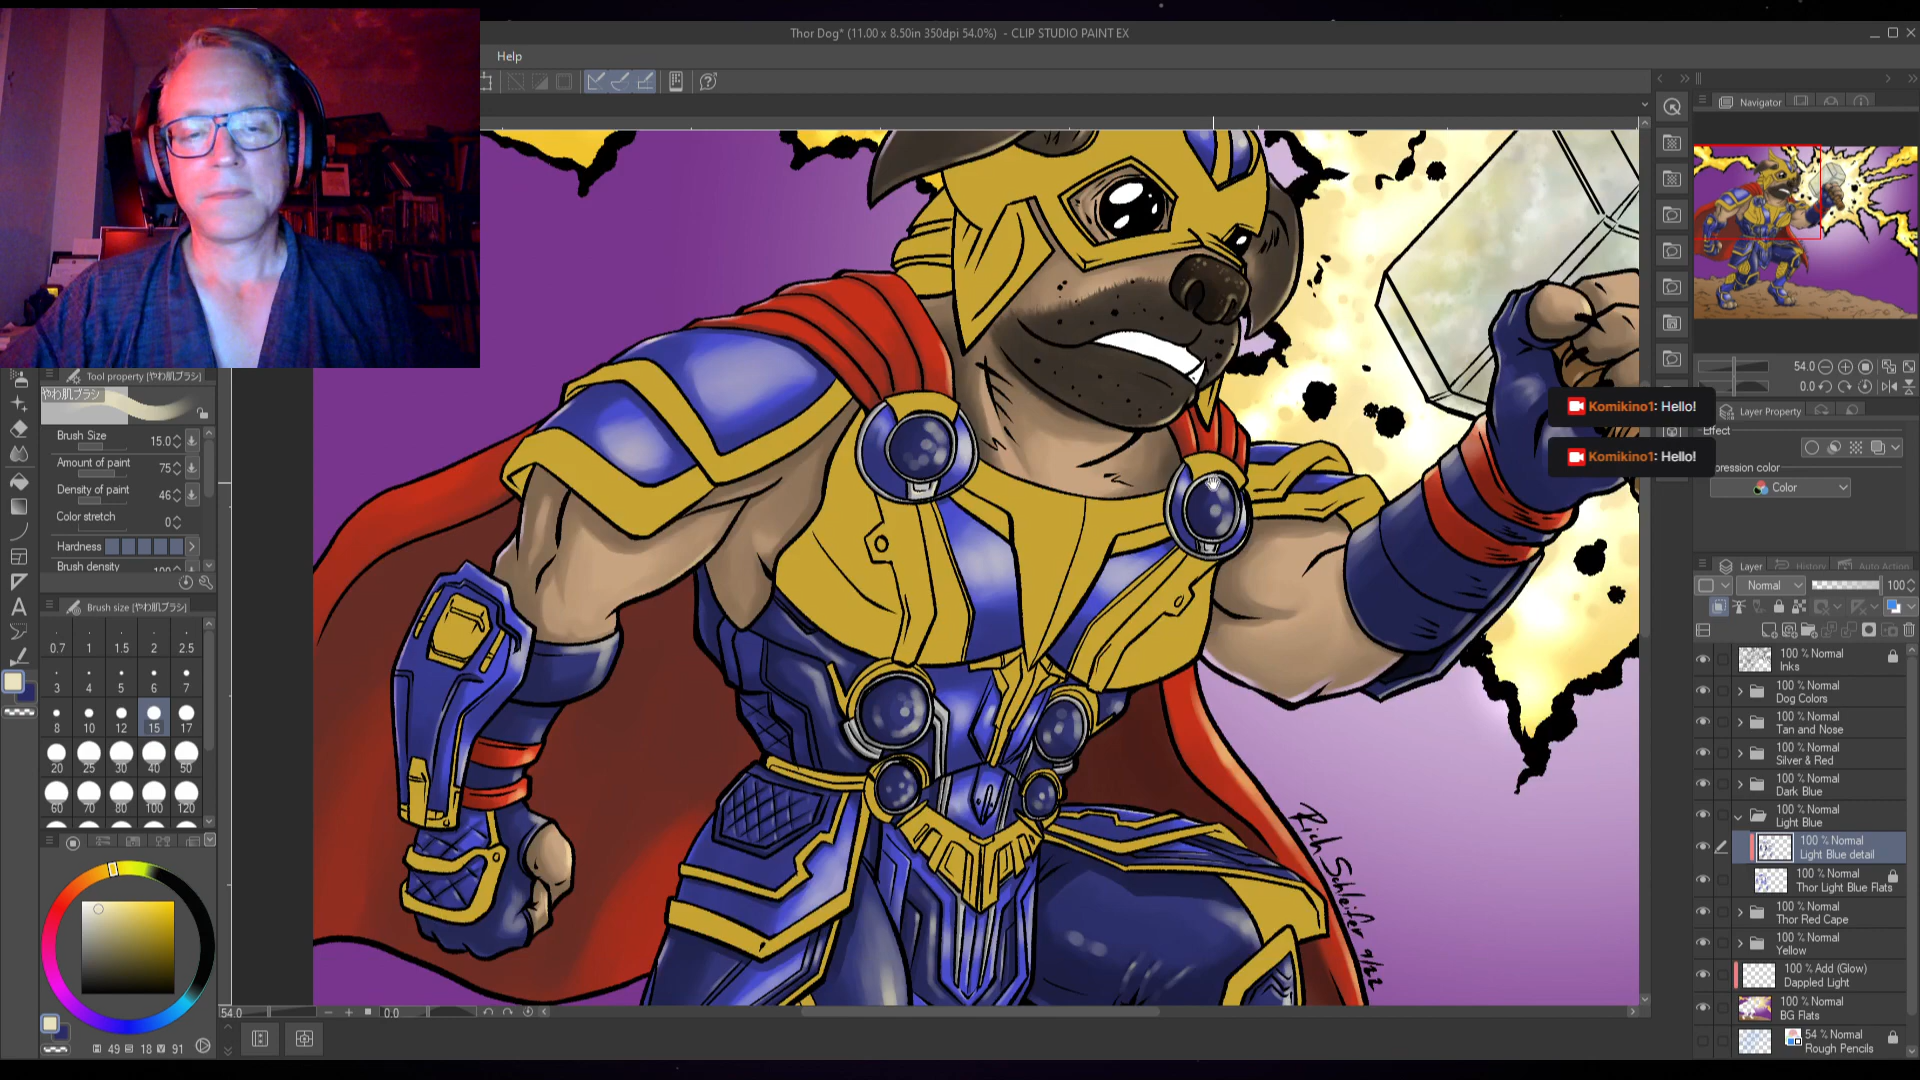 Thor Dog* (11.00 x 8.50in 350dpi 54.0%) - CLIP STUDIO PAINT EX
Help
Navigator
54.0
0.0
Komikino1: Hello!
Komikino1: Hello!
Layer Property
Effect
pression color
Color
Tool property [やわ肌ブラシ]
やわ肌ブラシ
Brush Size 15.0
Amount of paint 75
Density of paint 46
Color stretch 0
Hardness
Brush density
Brush size [やわ肌ブラシ]
0.7 1 1.5 2 2.5
3 4 5 6 7
8 10 12 15 17
20 25 30 40 50
60 70 80 100 120
49 18 91
54.0 0.0
Rich Schleifer 9/22
Layer History Auto Action
Normal 100
100 % Normal
Inks
100 % Normal
Dog Colors
100 % Normal
Tan and Nose
100 % Normal
Silver & Red
100 % Normal
Dark Blue
100 % Normal
Light Blue
100 % Normal
Light Blue detail
100 % Normal
Thor Light Blue Flats
100 % Normal
Thor Red Cape
100 % Normal
Yellow
100 % Add (Glow)
Dappled Light
100 % Normal
BG Flats
54 % Normal
Rough Pencils